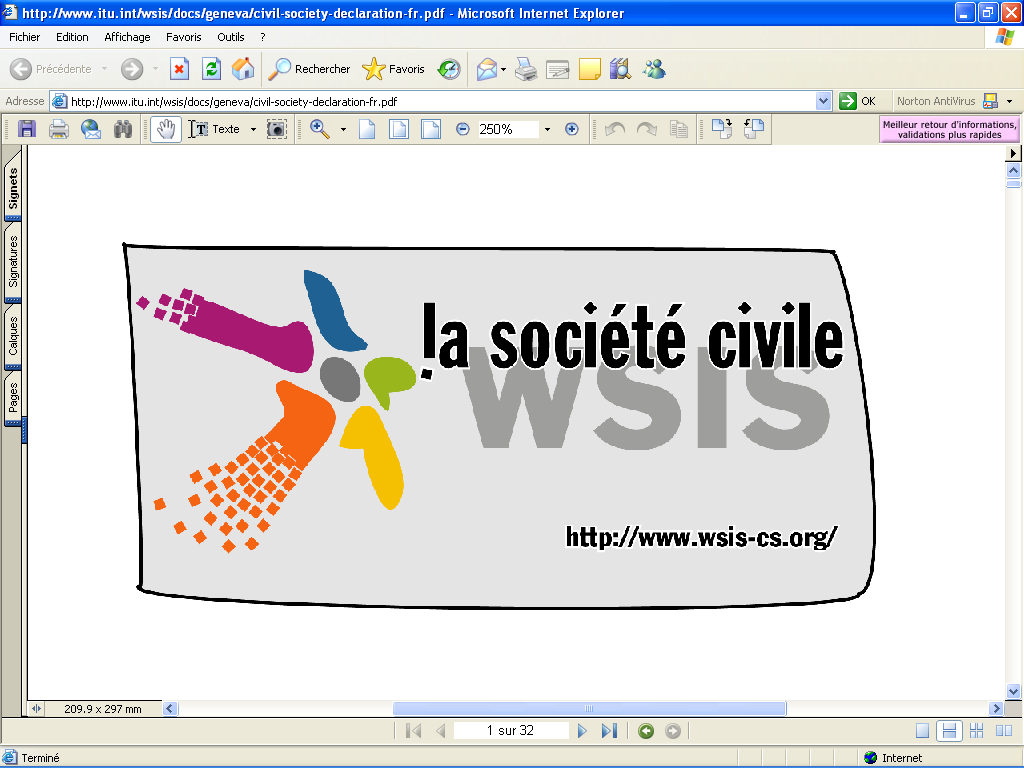 http://www.itu.int/wsis/docs/geneva/civil-society-declaration-fr.pdf - Microsoft Internet Explorer
Fichier Edition Affichage Favoris Outils ?
Précédente Rechercher Favoris
Adresse http://www.itu.int/wsis/docs/geneva/civil-society-declaration-fr.pdf OK Norton AntiVirus
Texte 250% Meilleur retour d'informations,
validations plus rapides
Signets
Signatures
Calques
Pages
la société civile
wsis
http://www.wsis-cs.org/
209.9 x 297 mm
1 sur 32
Terminé Internet